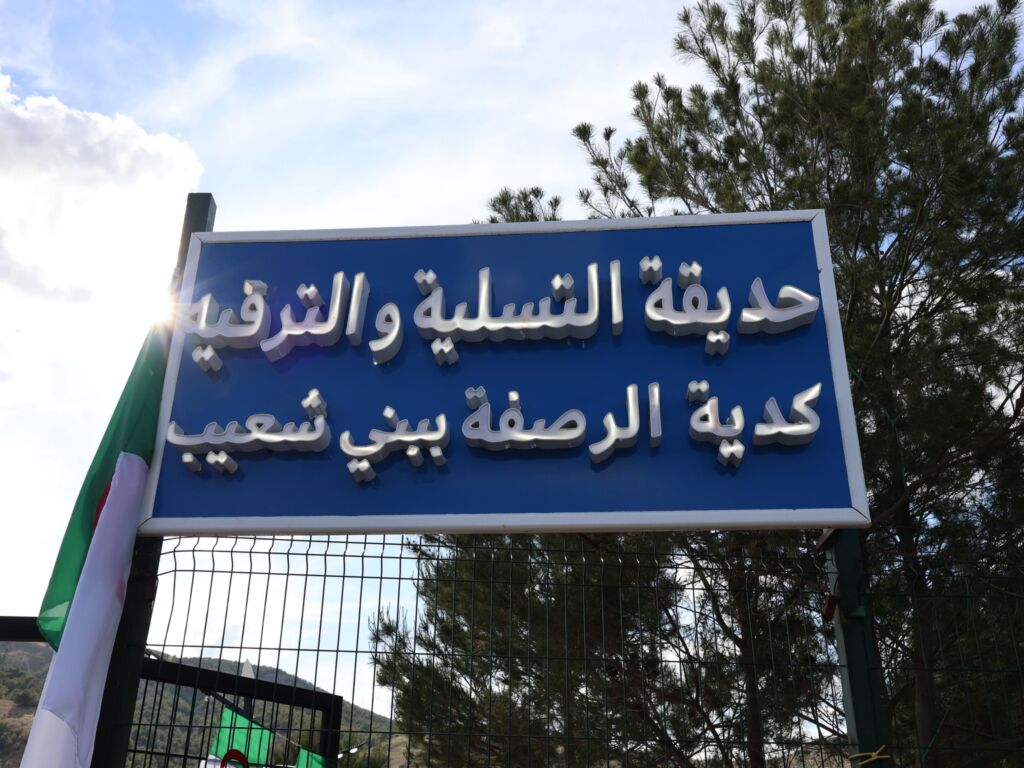 حديقة التسلية والترفيه
كدية الرصفة ببني شعيب